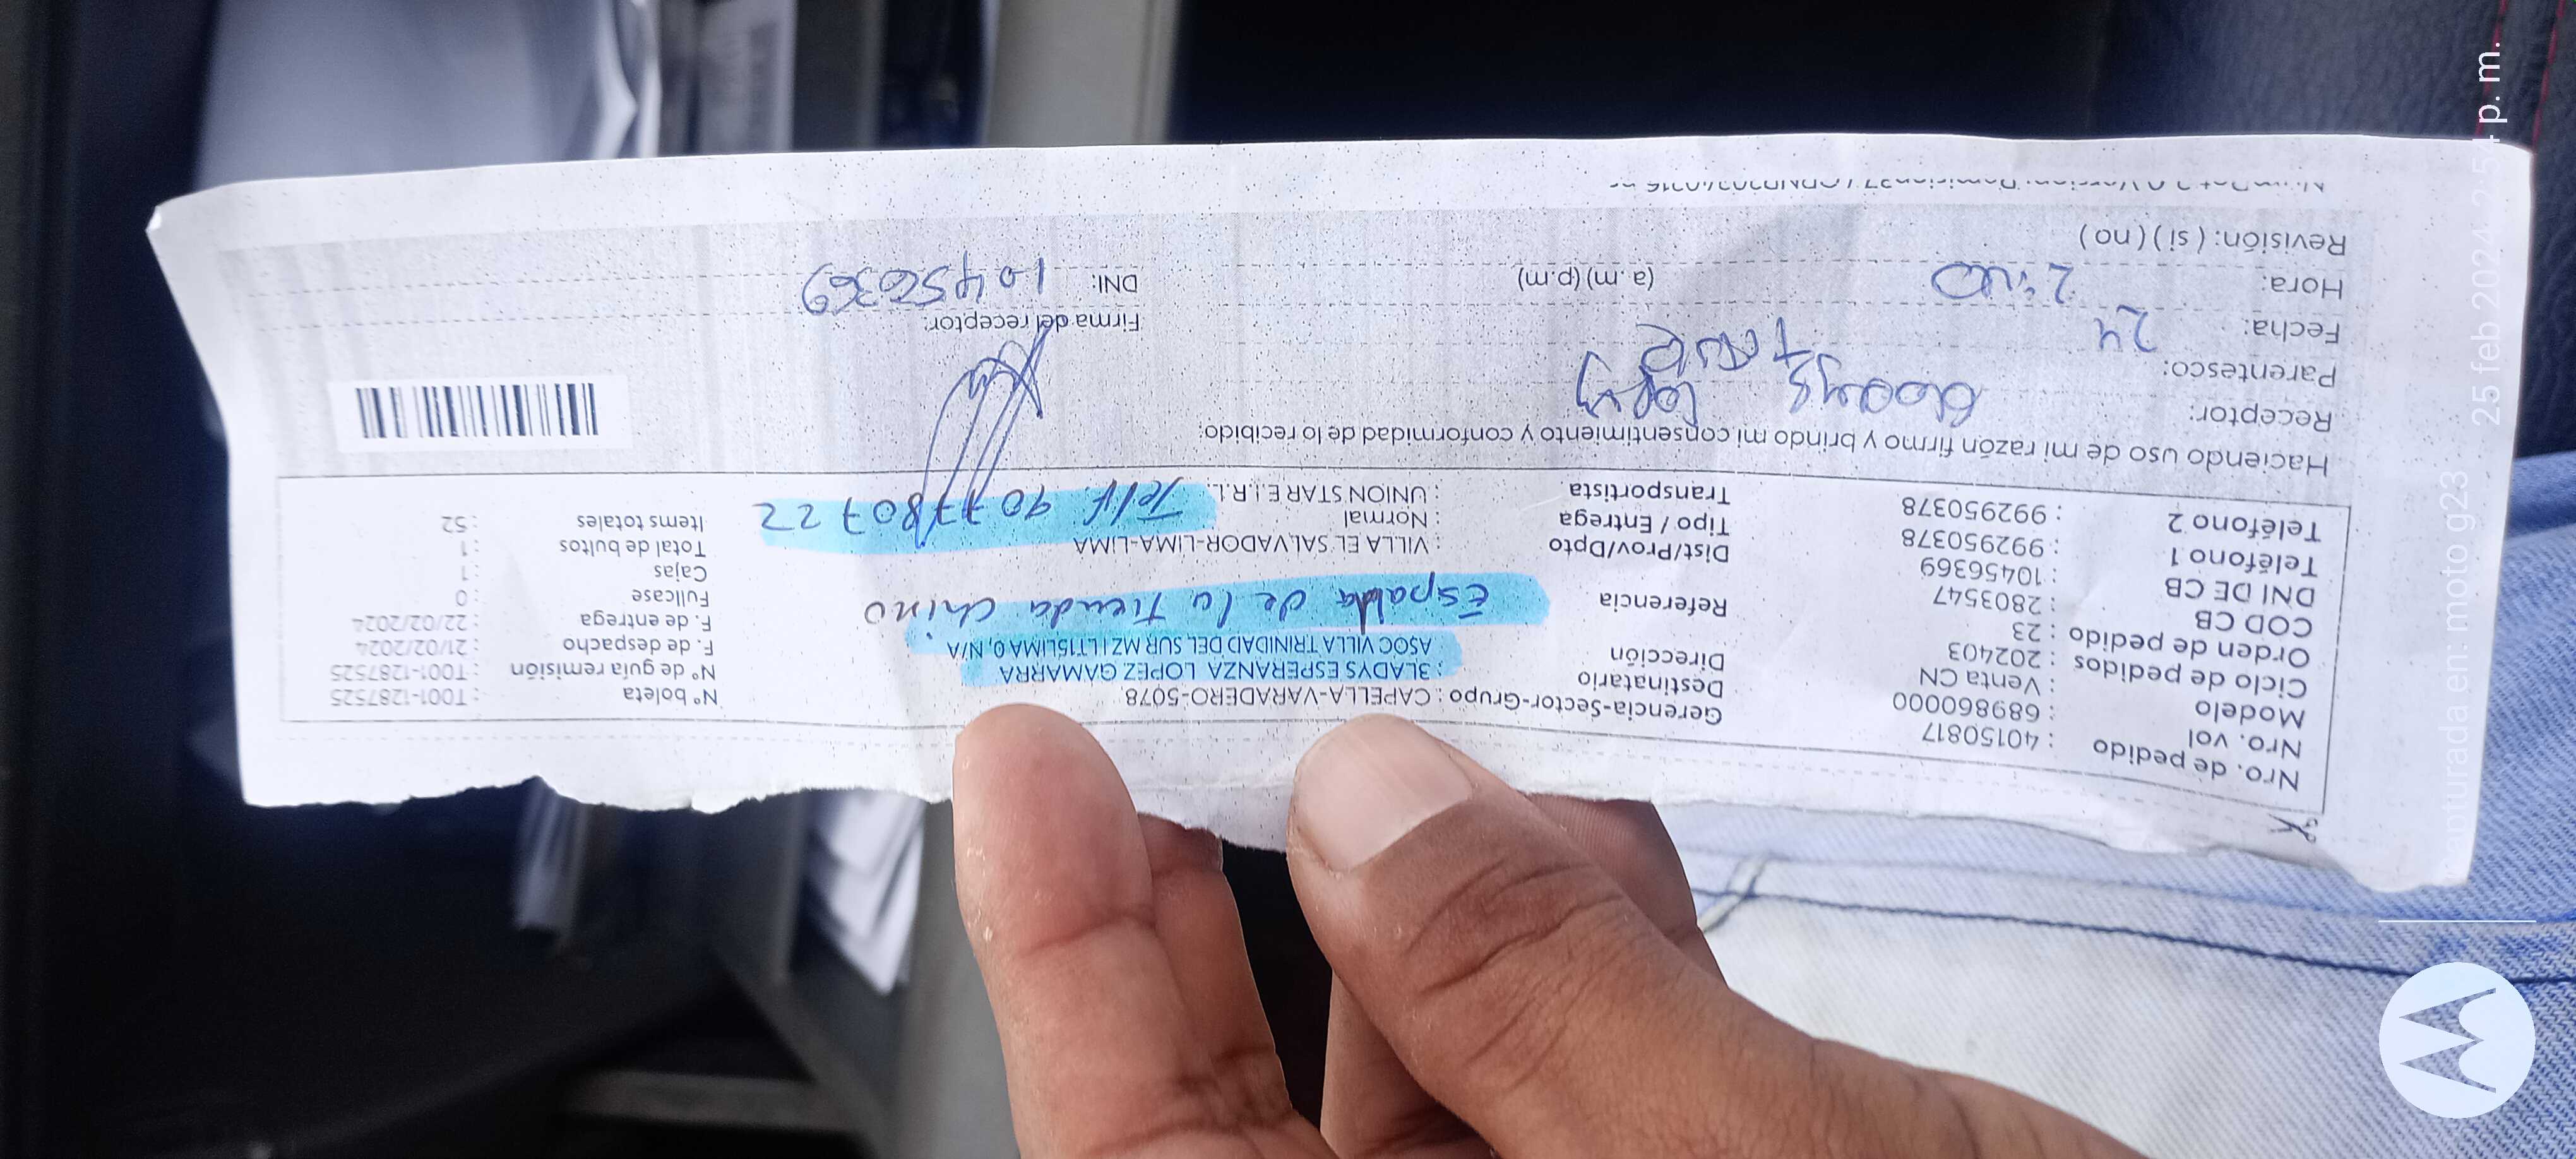 Nro. de pedido : 40150817
Nro. vol : 689860000
Modelo : Venta CN
Ciclo de pedidos : 202403
Orden de pedido : 23
COD CB : 2803547
DNI DE CB : 10456369
Teléfono 1 : 992950378
Teléfono 2 : 992950378
Gerencia-Sector-Grupo : CAPELLA-VARADERO-5078
Destinatario : GLADYS ESPERANZA LOPEZ GAMARRA
Dirección : ASOC VILLA TRINIDAD DEL SUR MZ I LT15LIMA 0, N/A
Referencia Espalda de la Tienda chino
Dist/Prov/Dpto : VILLA EL SALVADOR-LIMA-LIMA
Tipo / Entrega : Normal
Transportista : UNION STAR E.I.R.L.
Telf. 907780722
Nº boleta : T001-1287525
Nº de guía remisión : T001-1287525
F. de despacho : 21/02/2024
F. de entrega : 22/02/2024
Fullcase : 0
Cajas : 1
Total de bultos : 1
Items totales : 52
Haciendo uso de mi razón firmo y brindo mi consentimiento y conformidad de lo recibido:
Receptor:
Parentesco:
Fecha: 24
Hora: 2:40 (a.m) (p.m)
Revisión: ( si ) ( no )
Firma del receptor:
DNI: 10456369
Capturada en: moto g23 25 feb 2024 2:54 p. m.